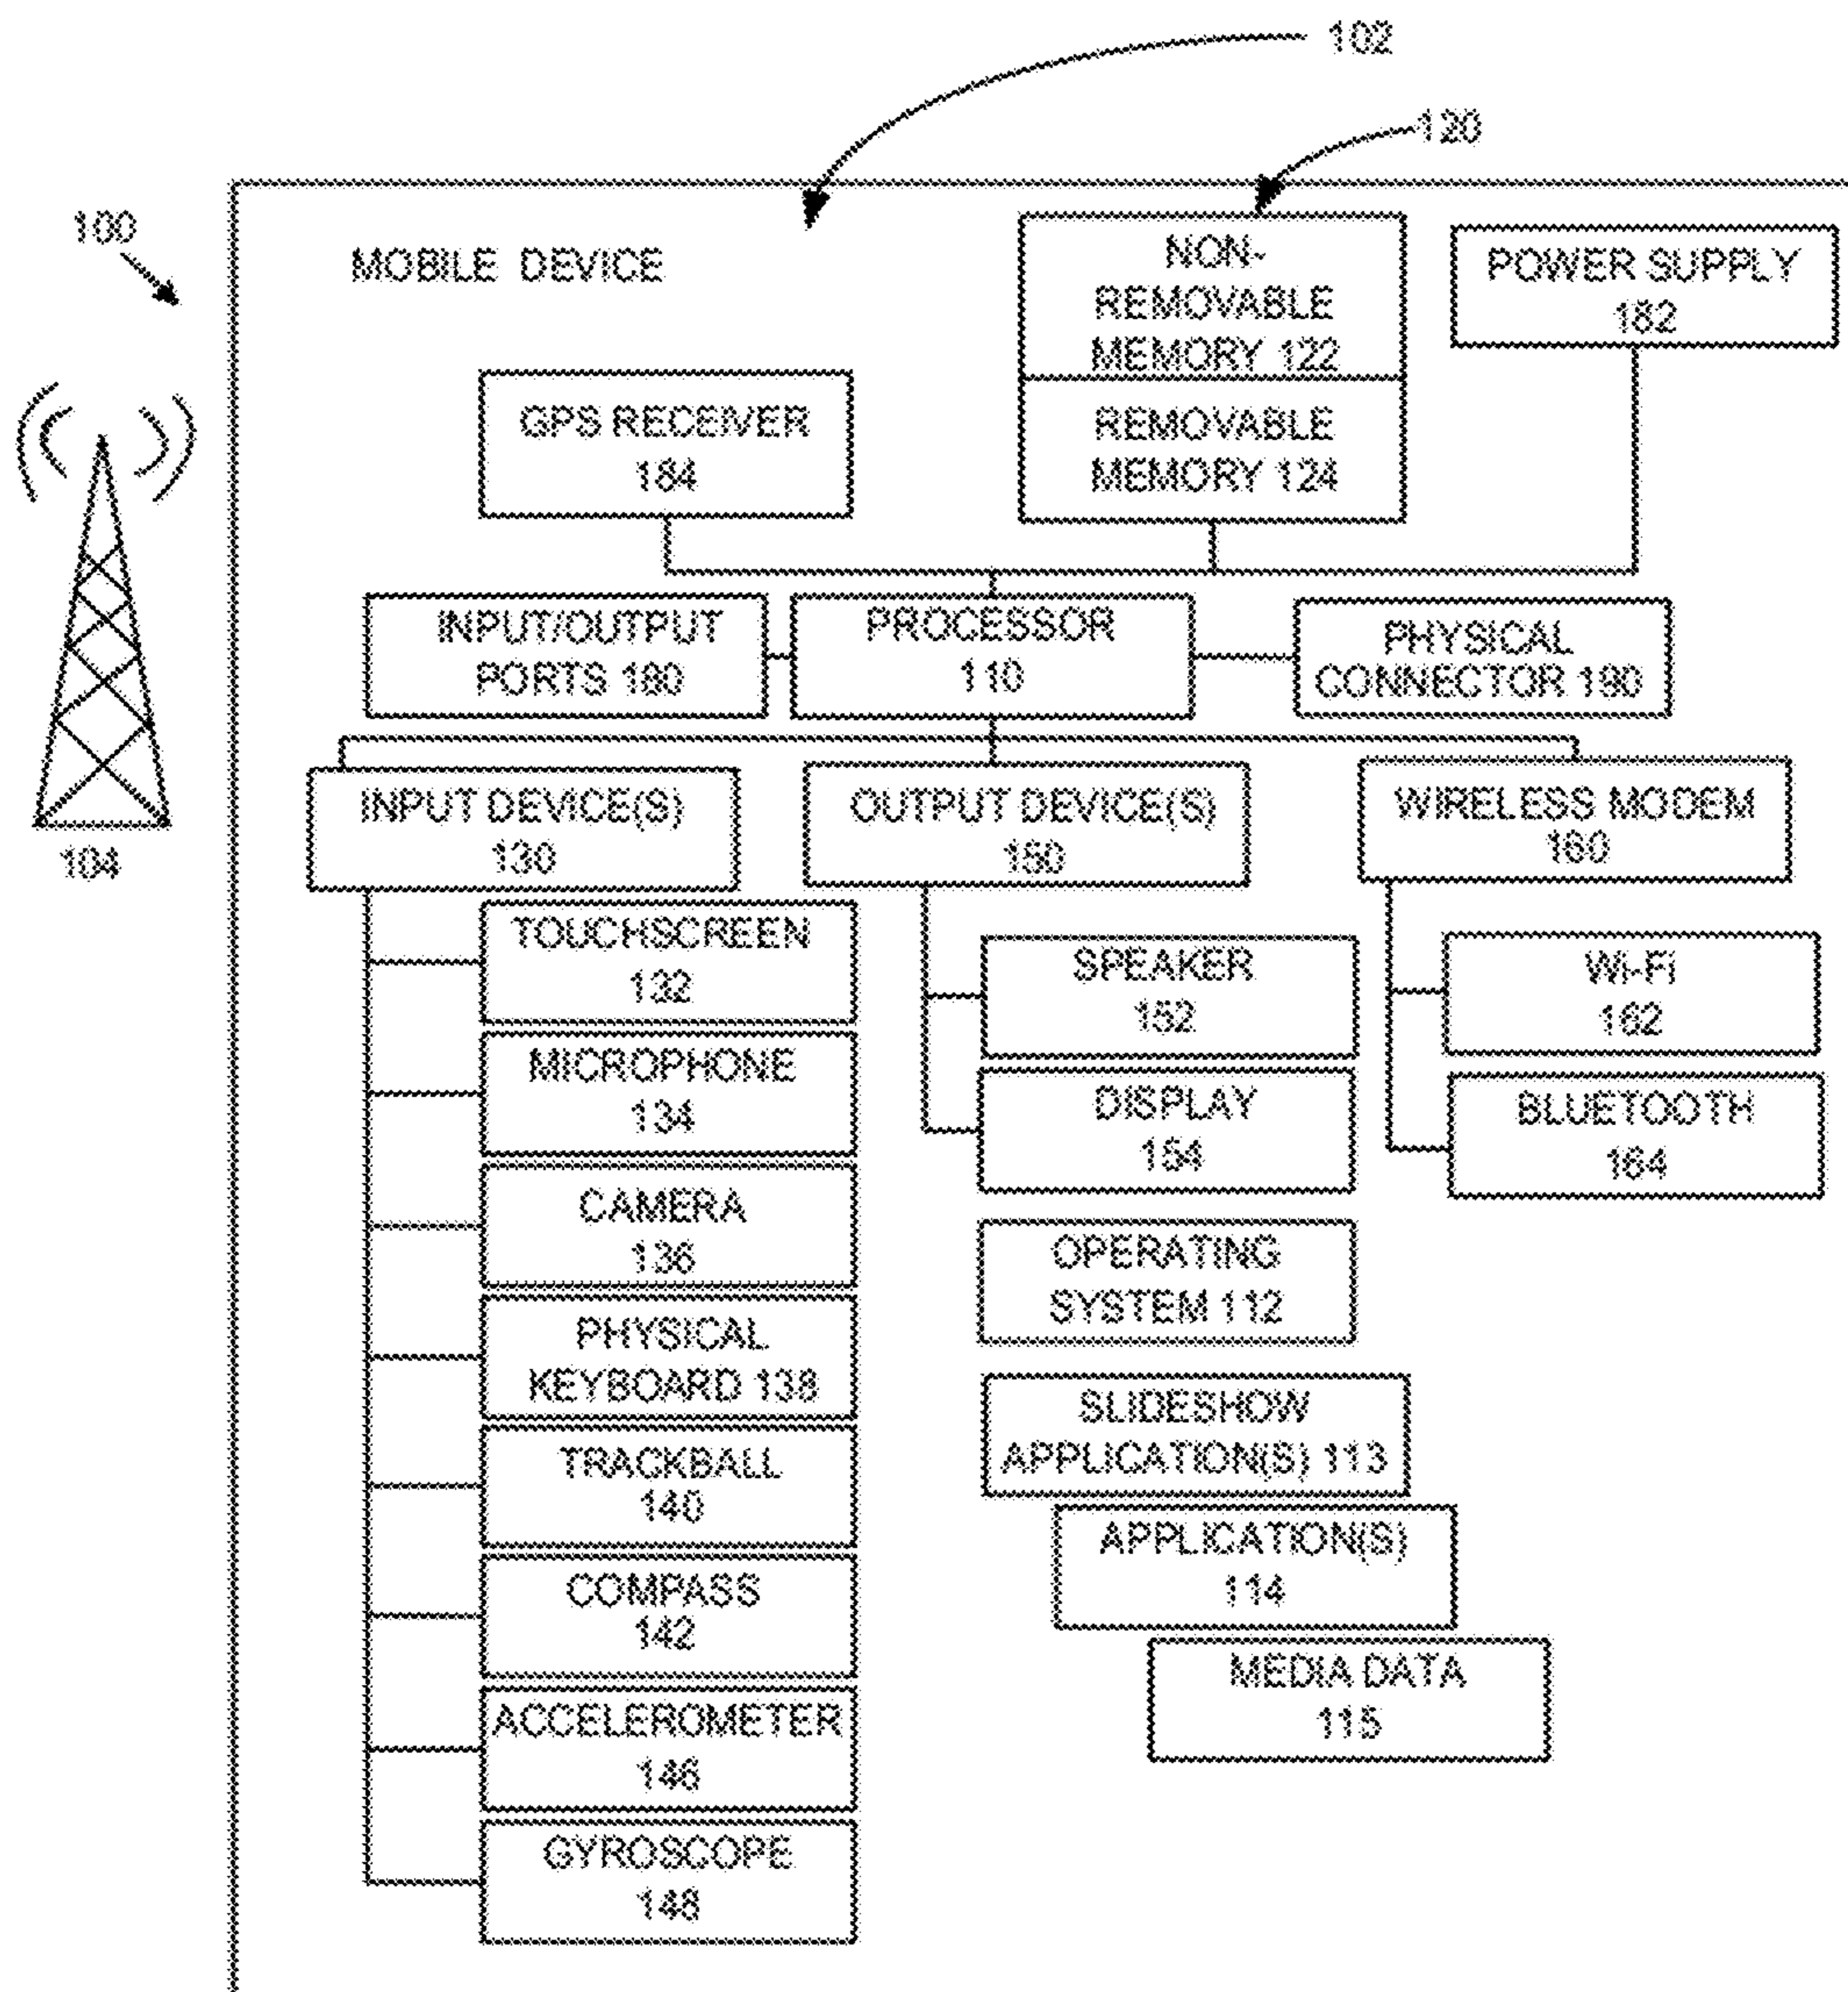 102
120
100
MOBILE DEVICE
NON-
REMOVABLE
MEMORY 122
POWER SUPPLY
182
GPS RECEIVER
184
REMOVABLE
MEMORY 124
INPUT/OUTPUT
PORTS 180
PROCESSOR
110
PHYSICAL
CONNECTOR 190
104
INPUT DEVICE(S)
130
OUTPUT DEVICE(S)
150
WIRELESS MODEM
160
TOUCHSCREEN
132
MICROPHONE
134
CAMERA
136
PHYSICAL
KEYBOARD 138
TRACKBALL
140
COMPASS
142
ACCELEROMETER
146
GYROSCOPE
148
SPEAKER
152
DISPLAY
154
Wi-Fi
162
BLUETOOTH
164
OPERATING
SYSTEM 112
SLIDESHOW
APPLICATION(S) 113
APPLICATION(S)
114
MEDIA DATA
115